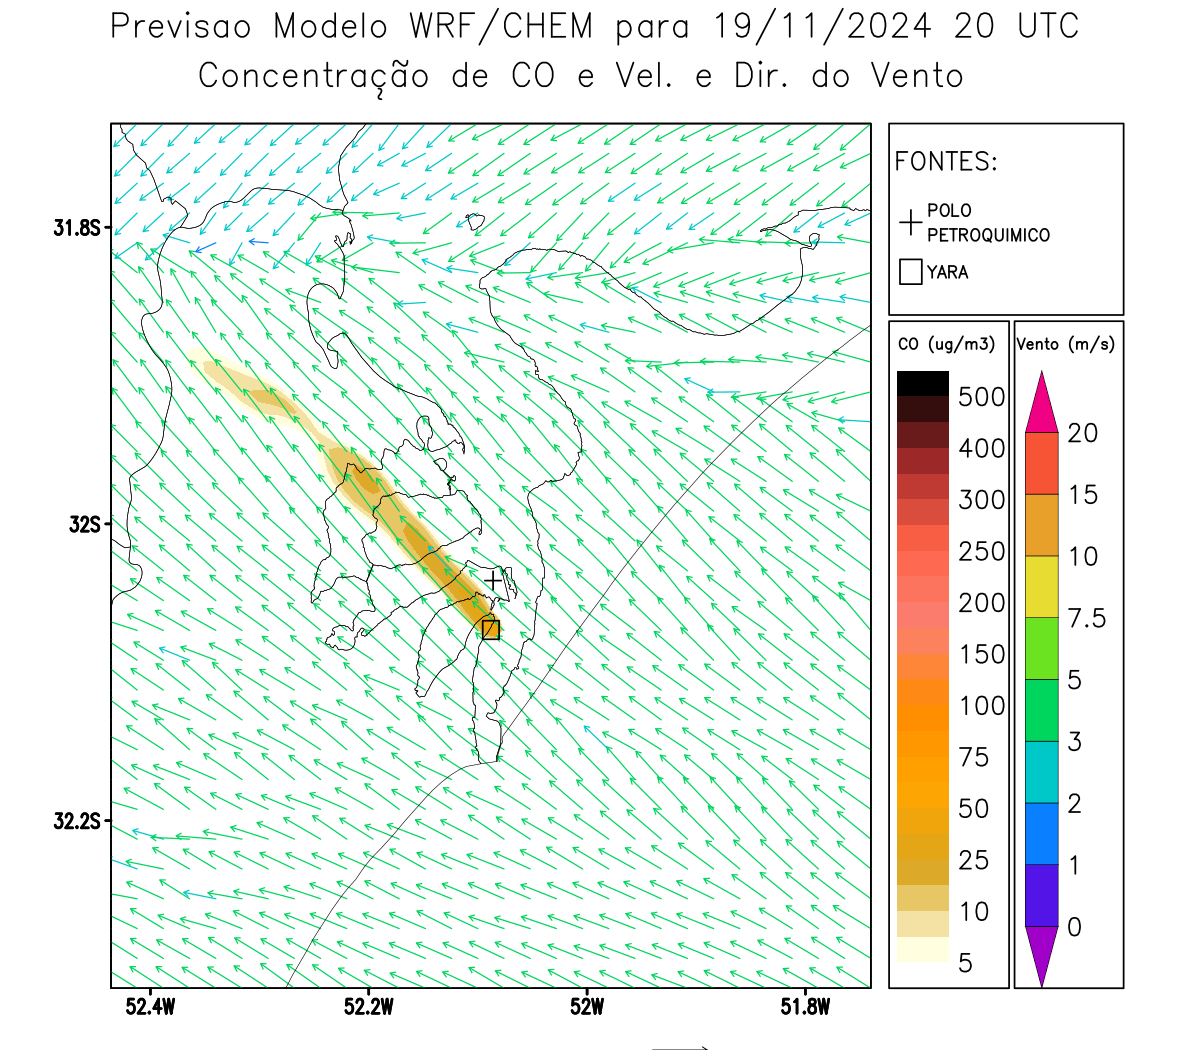 Previsao Modelo WRF/CHEM para 19/11/2024 20 UTC
Concentração de CO e Vel. e Dir. do Vento
FONTES:
POLO
PETROQUIMICO
YARA
CO (ug/m3)
500
400
300
250
200
150
100
75
50
25
10
5
Vento (m/s)
20
15
10
7.5
5
3
2
1
0
31.8S
32S
32.2S
52.4W
52.2W
52W
51.8W